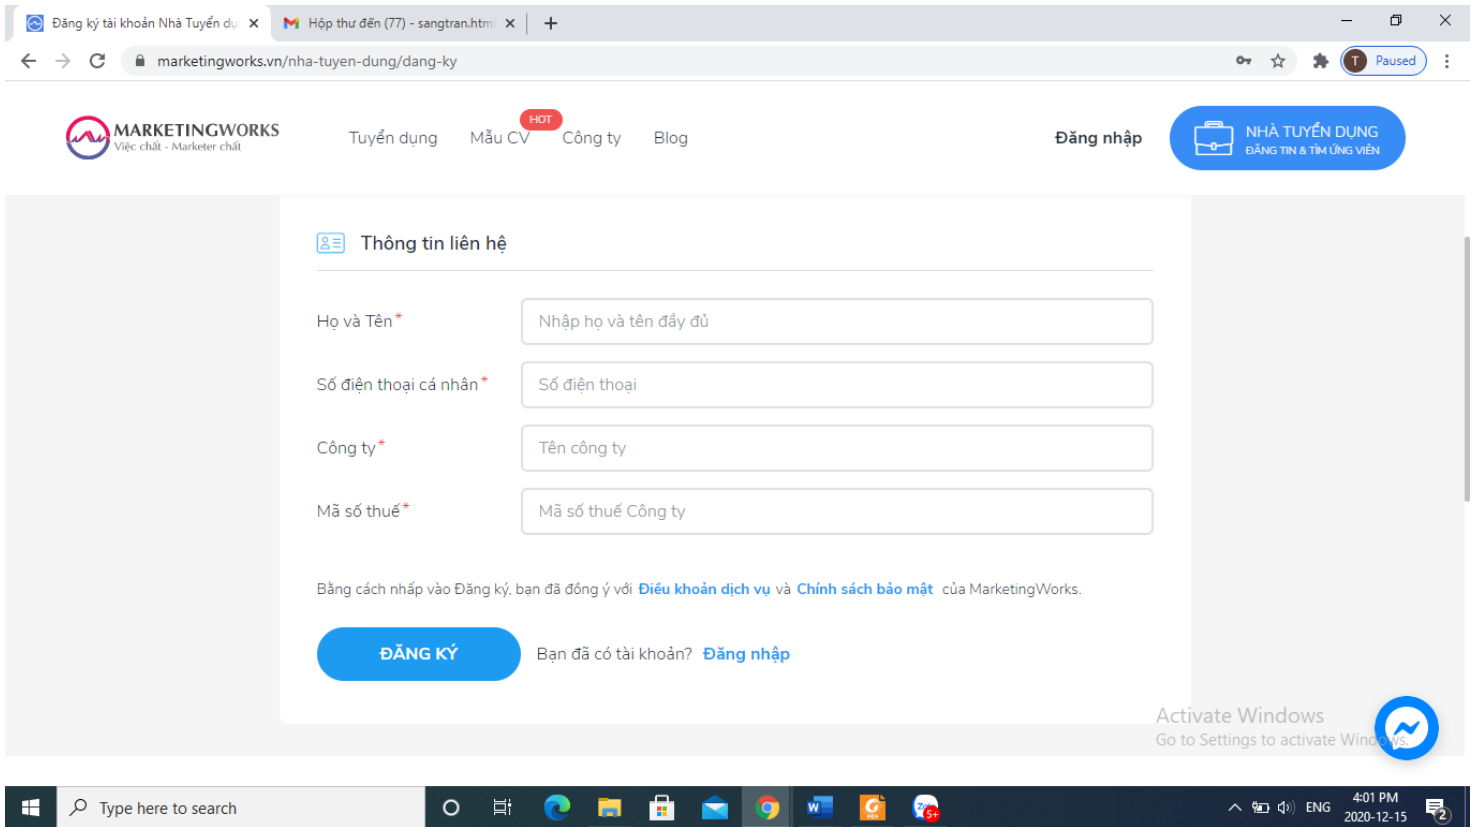 Đăng ký tài khoản Nhà Tuyển dụ
Hộp thư đến (77) - sangtran.htm
marketingworks.vn/nha-tuyen-dung/dang-ky
T Paused
MARKETINGWORKS
Việc chất - Marketer chất
Tuyển dụng Mẫu CV HOT Công ty Blog
Đăng nhập
NHÀ TUYỂN DỤNG
ĐĂNG TIN & TÌM ỨNG VIÊN
Thông tin liên hệ
Họ và Tên* Nhập họ và tên đầy đủ
Số điện thoại cá nhân* Số điện thoại
Công ty* Tên công ty
Mã số thuế* Mã số thuế Công ty
Bằng cách nhấp vào Đăng ký, bạn đã đồng ý với Điều khoản dịch vụ và Chính sách bảo mật của MarketingWorks.
ĐĂNG KÝ Bạn đã có tài khoản? Đăng nhập
Activate Windows
Go to Settings to activate Windows.
Type here to search
W
G
PDF
Zalo
5+
ENG
4:01 PM
2020-12-15
2